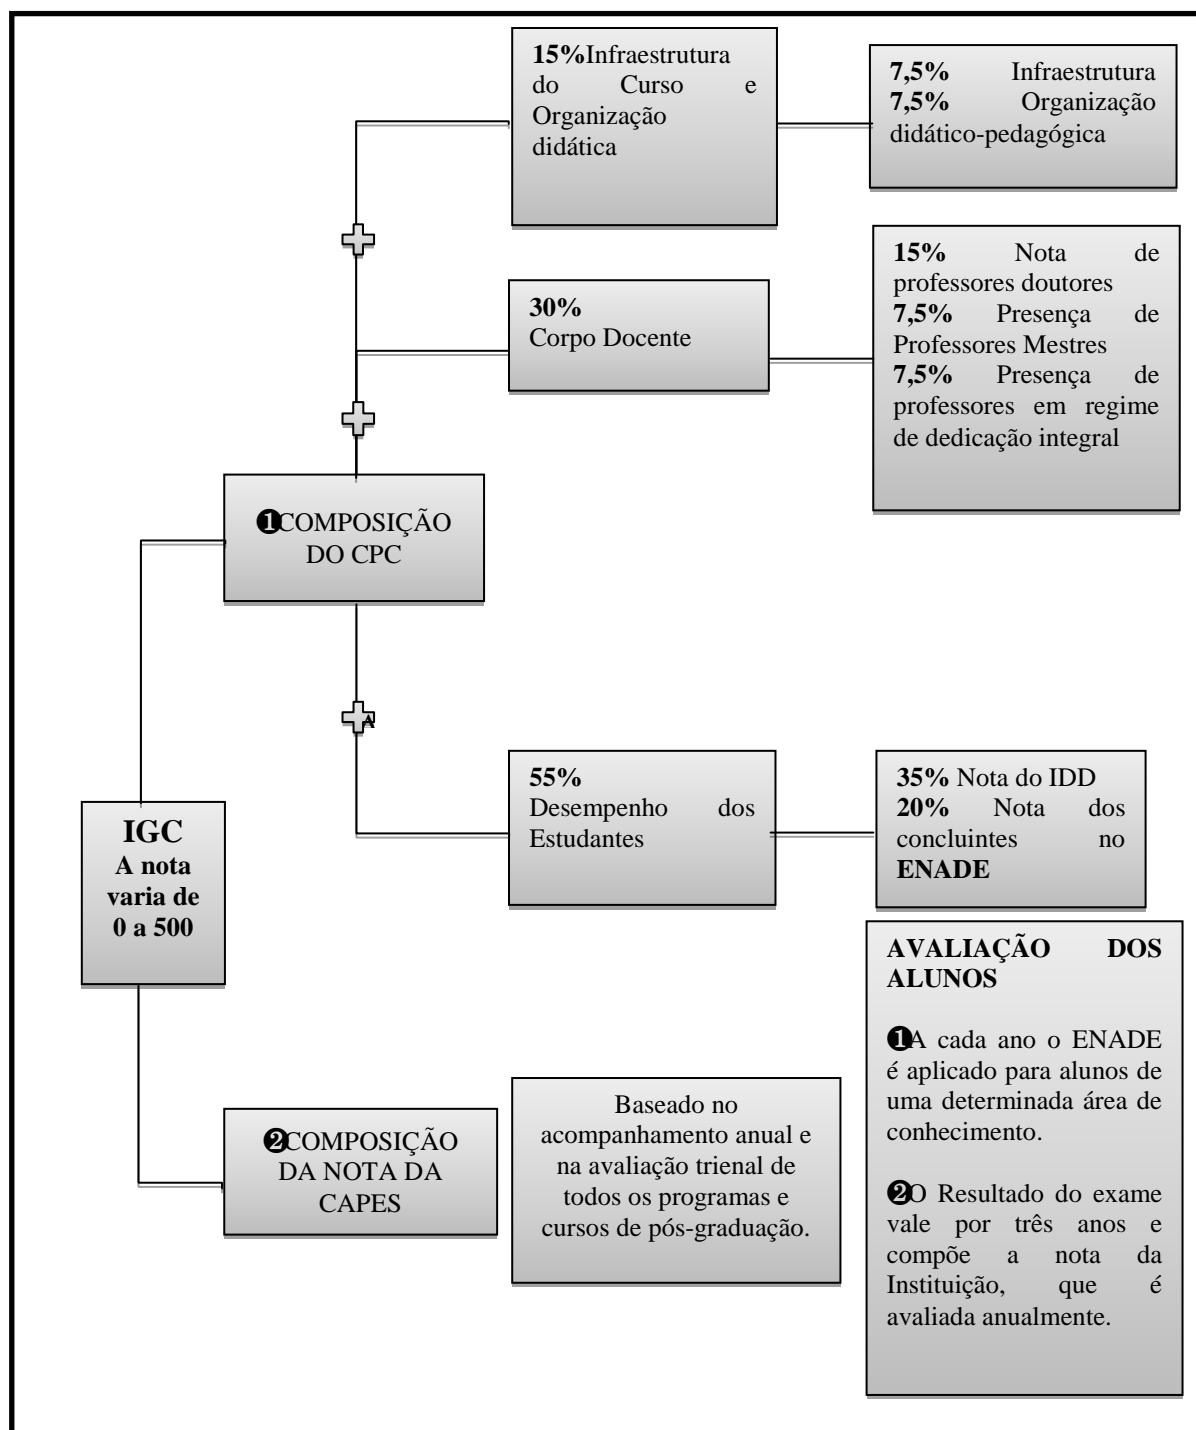 15%Infraestrutura
do Curso e
Organização
didática
7,5% Infraestrutura
7,5% Organização
didático-pedagógica
30%
Corpo Docente
15% Nota de
professores doutores
7,5% Presença de
Professores Mestres
7,5% Presença de
professores em regime
de dedicação integral
❶COMPOSIÇÃO
DO CPC
A
55%
Desempenho dos
Estudantes
35% Nota do IDD
20% Nota dos
concluintes no
ENADE
IGC
A nota
varia de
0 a 500
❷COMPOSIÇÃO
DA NOTA DA
CAPES
Baseado no
acompanhamento anual e
na avaliação trienal de
todos os programas e
cursos de pós-graduação.
AVALIAÇÃO DOS
ALUNOS
❶A cada ano o ENADE
é aplicado para alunos de
uma determinada área de
conhecimento.
❷O Resultado do exame
vale por três anos e
compõe a nota da
Instituição, que é
avaliada anualmente.